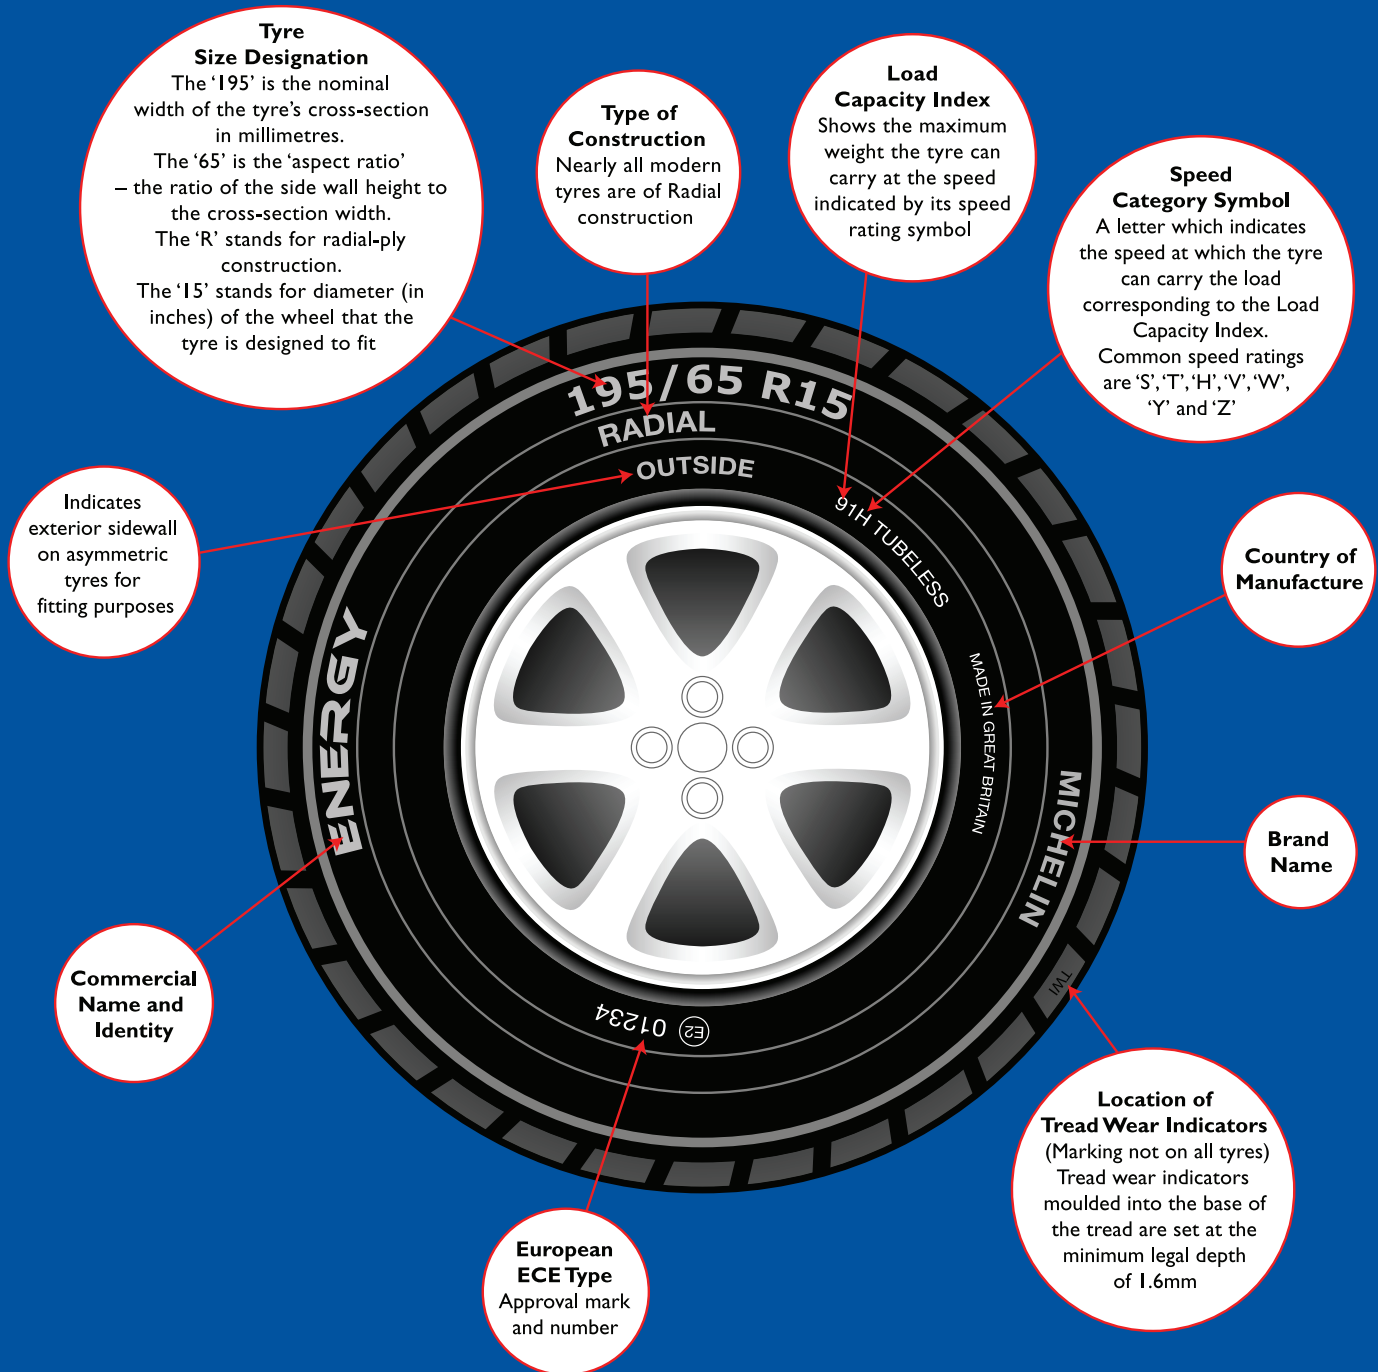 Tyre
Size Designation
The ‘195’ is the nominal
width of the tyre’s cross-section
in millimetres.
The ‘65’ is the ‘aspect ratio’
– the ratio of the side wall height to
the cross-section width.
The ‘R’ stands for radial-ply
construction.
The ‘15’ stands for diameter (in
inches) of the wheel that the
tyre is designed to fit
Type of
Construction
Nearly all modern
tyres are of Radial
construction
Load
Capacity Index
Shows the maximum
weight the tyre can
carry at the speed
indicated by its speed
rating symbol
Speed
Category Symbol
A letter which indicates
the speed at which the tyre
can carry the load
corresponding to the Load
Capacity Index.
Common speed ratings
are ‘S’, ‘T’, ‘H’, ‘V’, ‘W’,
‘Y’ and ‘Z’
195/65 R15
RADIAL
OUTSIDE
91H TUBELESS
Indicates
exterior sidewall
on asymmetric
tyres for
fitting purposes
Country of
Manufacture
MADE IN GREAT BRITAIN
ENERGY
MICHELIN
Brand
Name
TWI
Commercial
Name and
Identity
E2 01234
Location of
Tread Wear Indicators
(Marking not on all tyres)
Tread wear indicators
moulded into the base of
the tread are set at the
minimum legal depth
of 1.6mm
European
ECE Type
Approval mark
and number